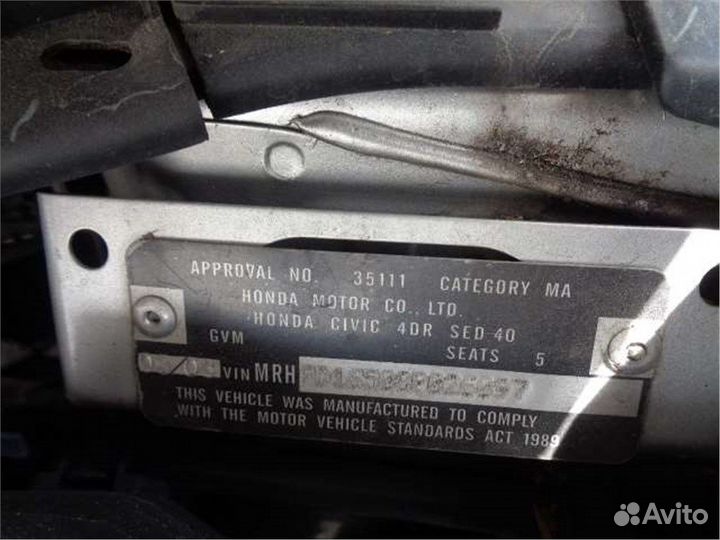 APPROVAL NO. 35111 CATEGORY MA
HONDA MOTOR CO., LTD.
HONDA CIVIC 4DR SED 40
GVM SEATS 5
VIN MRH
THIS VEHICLE WAS MANUFACTURED TO COMPLY
WITH THE MOTOR VEHICLE STANDARDS ACT 1989
Avito